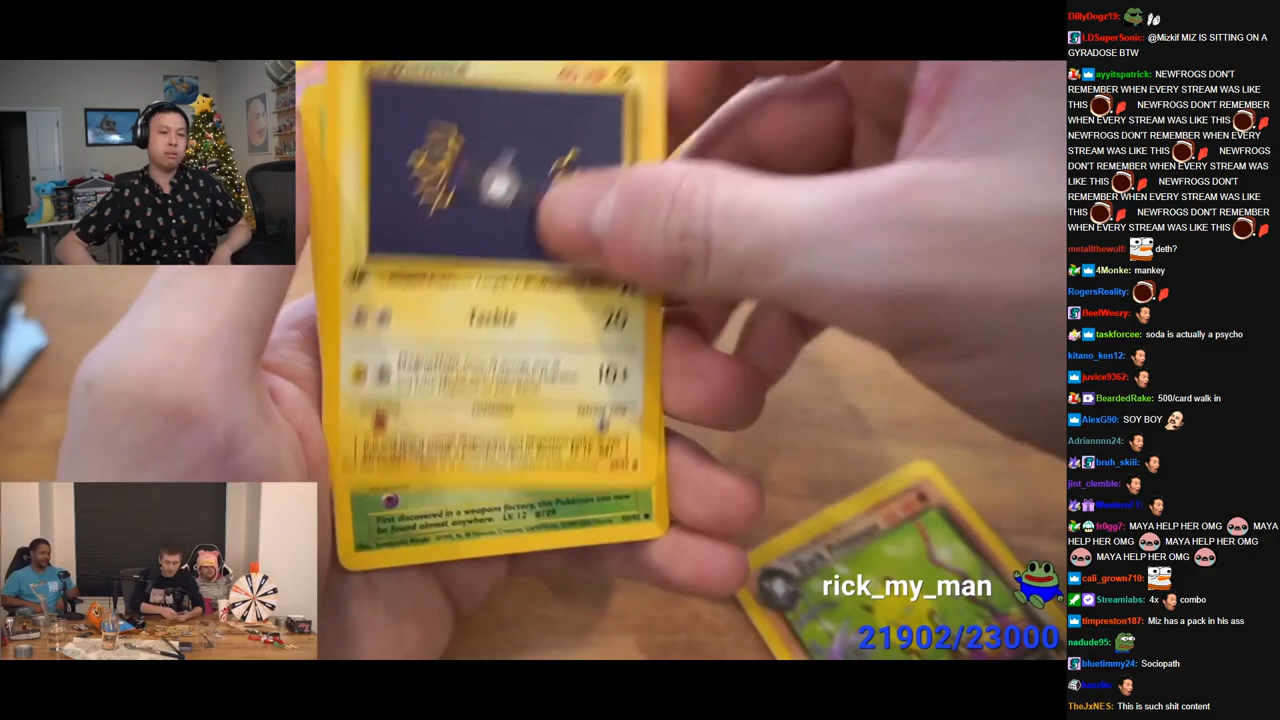 Tackle 20
10+
First discovered in a weapons factory, this Pokémon can now
be found almost anywhere. LV. 12 #109
rick_my_man
21902/23000
DillyDogz19:
LDSuperSonic: @Mizkif MIZ IS SITTING ON A
GYRADOSE BTW
ayyitspatrick: NEWFROGS DON'T
REMEMBER WHEN EVERY STREAM WAS LIKE
THIS NEWFROGS DON'T REMEMBER
WHEN EVERY STREAM WAS LIKE THIS
NEWFROGS DON'T REMEMBER WHEN EVERY
STREAM WAS LIKE THIS NEWFROGS
DON'T REMEMBER WHEN EVERY STREAM WAS
LIKE THIS NEWFROGS DON'T
REMEMBER WHEN EVERY STREAM WAS LIKE
THIS NEWFROGS DON'T REMEMBER
WHEN EVERY STREAM WAS LIKE THIS
metallthewolf: deth?
4Monke: mankey
RogersReality:
BeefWeezy:
taskforcee: soda is actually a psycho
kitano_ken12:
juvice9362:
BeardedRake: 500/card walk in
AlexG90: SOY BOY
Adriannnn24:
bruh_skiii:
jint_clemble:
fr0gg7: MAYA HELP HER OMG MAYA
HELP HER OMG MAYA HELP HER OMG
MAYA HELP HER OMG
cali_grown710:
Streamlabs: 4x combo
timpreston187: Miz has a pack in his ass
nadude95:
bluetimmy24: Sociopath
TheJxNES: This is such shit content